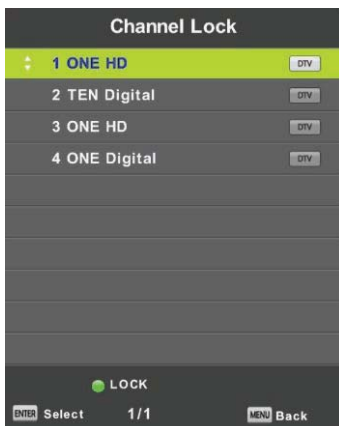 Channel Lock
1 ONE HD DTV
2 TEN Digital DTV
3 ONE HD DTV
4 ONE Digital DTV
LOCK
ENTER Select 1/1 MENU Back